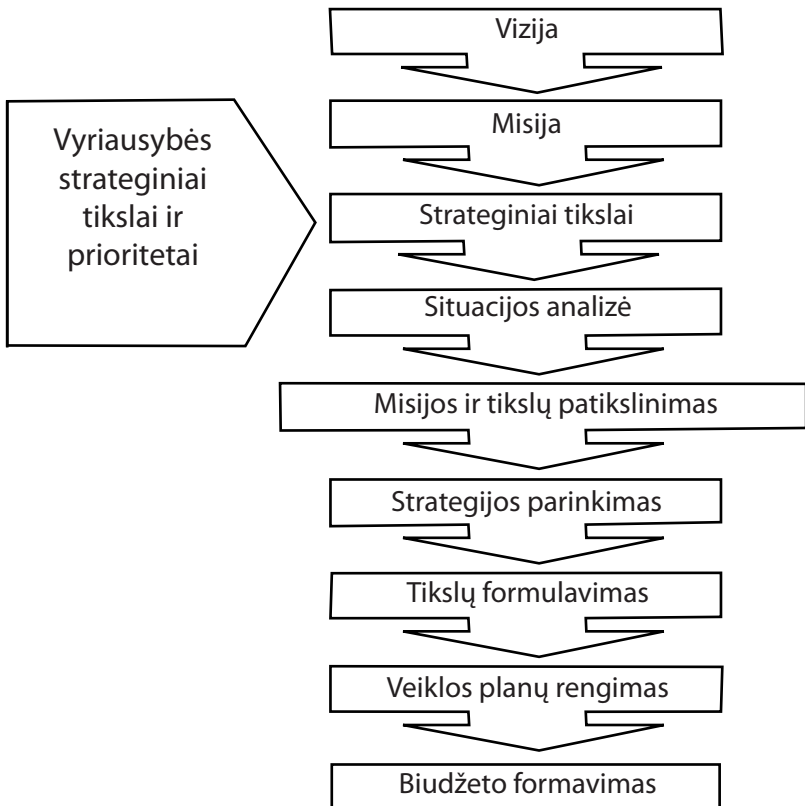 Vizija
Misija
Vyriausybės
strateginiai
tikslai ir
prioritetai
Strateginiai tikslai
Situacijos analizė
Misijos ir tikslų patikslinimas
Strategijos parinkimas
Tikslų formulavimas
Veiklos planų rengimas
Biudžeto formavimas